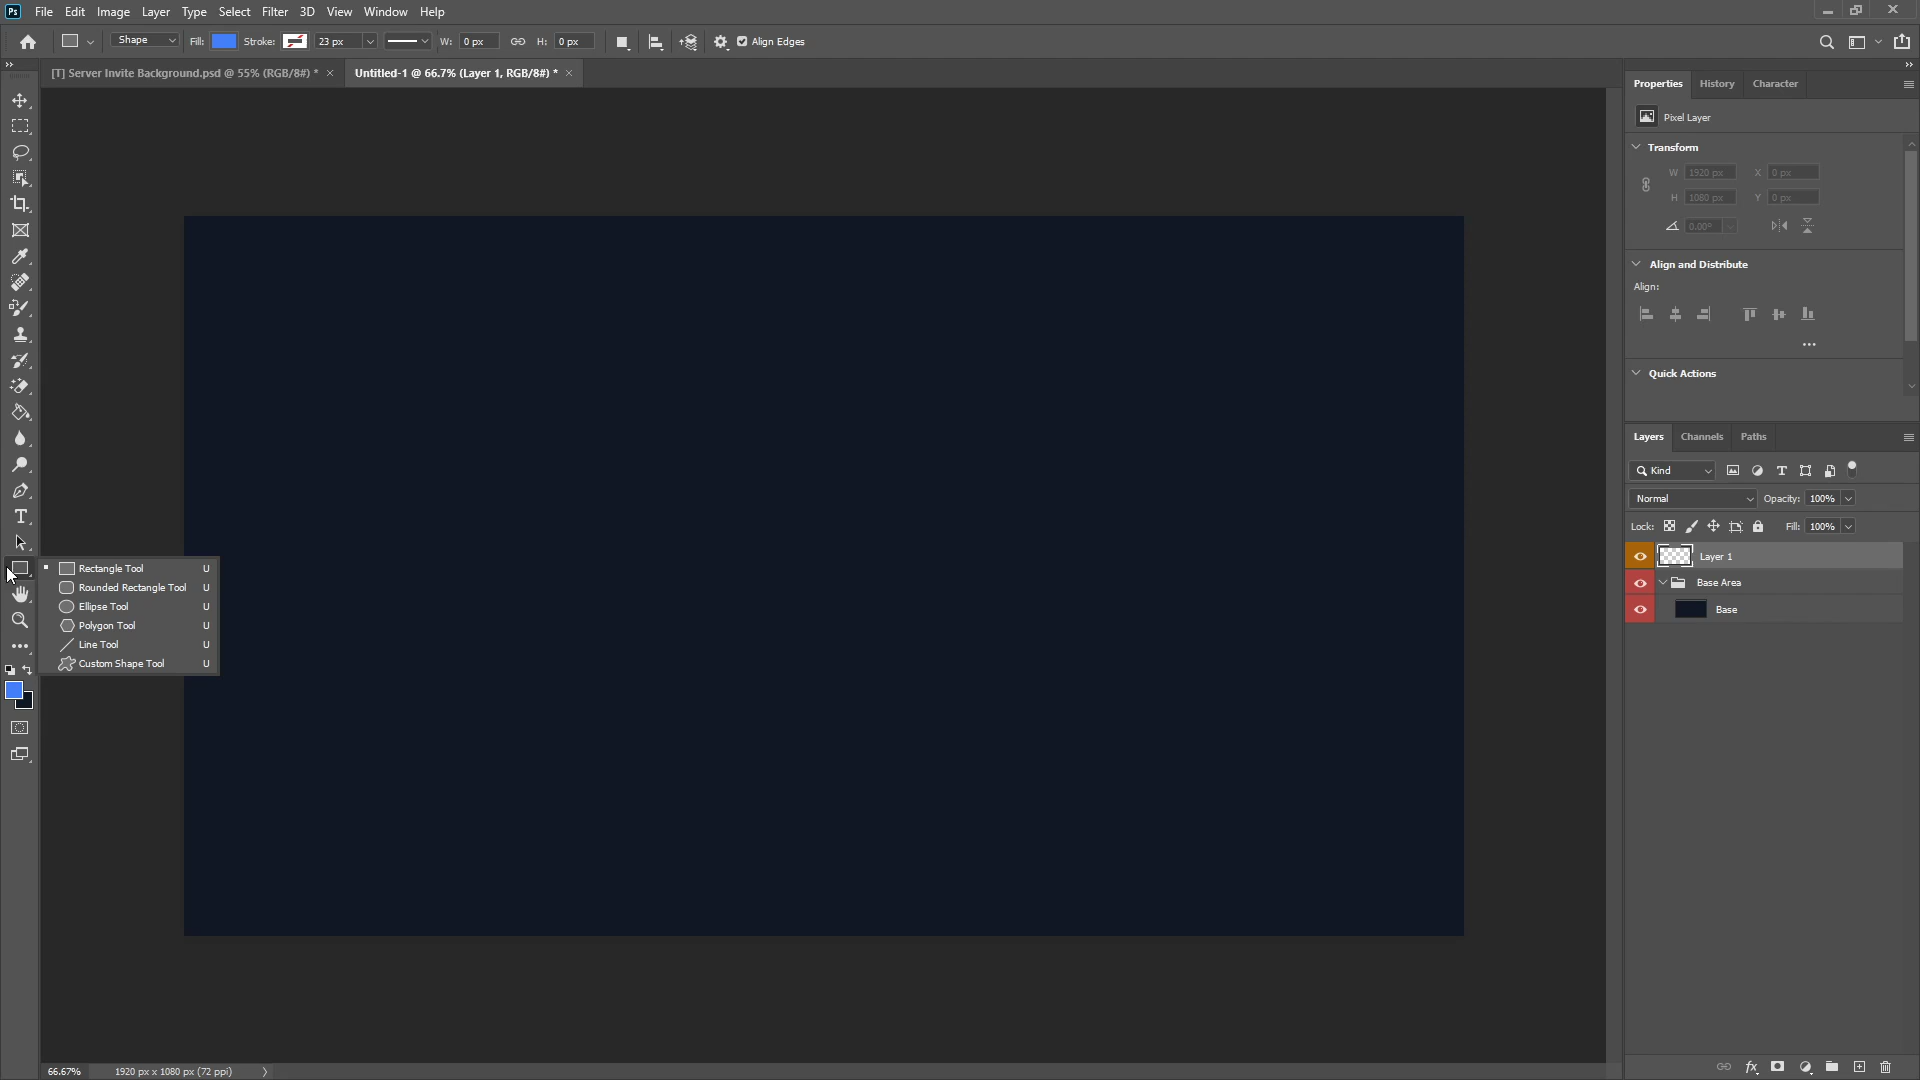 Ps File Edit Image Layer Type Select Filter 3D View Window Help
Shape Fill: Stroke: 23 px W: 0 px H: 0 px Align Edges
[T] Server Invite Background.psd @ 55% (RGB/8#) * × Untitled-1 @ 66.7% (Layer 1, RGB/8#) * ×
Properties History Character
Pixel Layer
Transform
W 1920 px X 0 px
H 1080 px Y 0 px
0.00°
Align and Distribute
Align:
Quick Actions
Layers Channels Paths
Kind
Normal Opacity: 100%
Lock: Fill: 100%
Layer 1
Base Area
Base
Rectangle Tool U
Rounded Rectangle Tool U
Ellipse Tool U
Polygon Tool U
Line Tool U
Custom Shape Tool U
66.67% 1920 px x 1080 px (72 ppi)